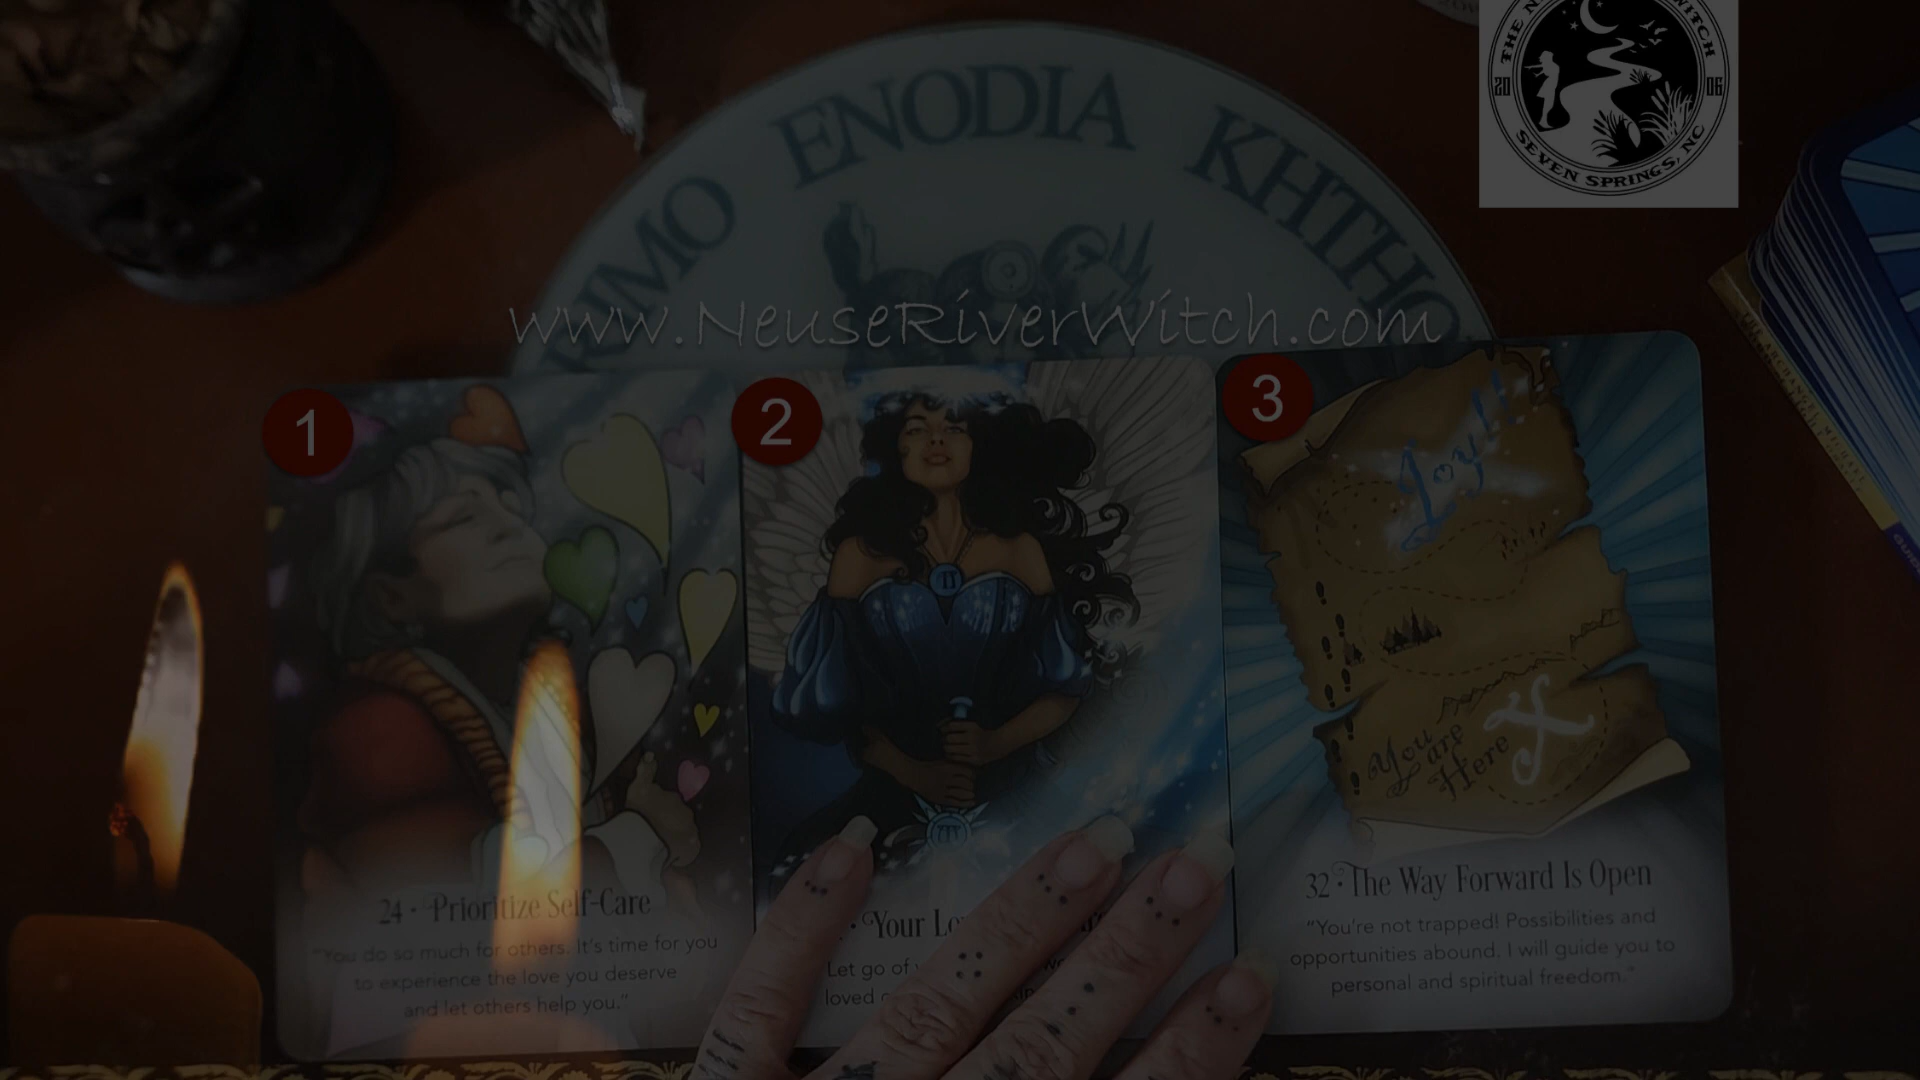 ENODIA
SEVEN SPRINGS, NC
20 06
www.NeuseRiverWitch.com
1
2
3
Joy!!
You
are
Here
24 · Prioritize Self-Care
"You do so much for others. It's time for you
to experience the love you deserve
and let others help you."
Your
Let go of
loved
32 · The Way Forward Is Open
"You're not trapped! Possibilities and
opportunities abound. I will guide you to
personal and spiritual freedom."